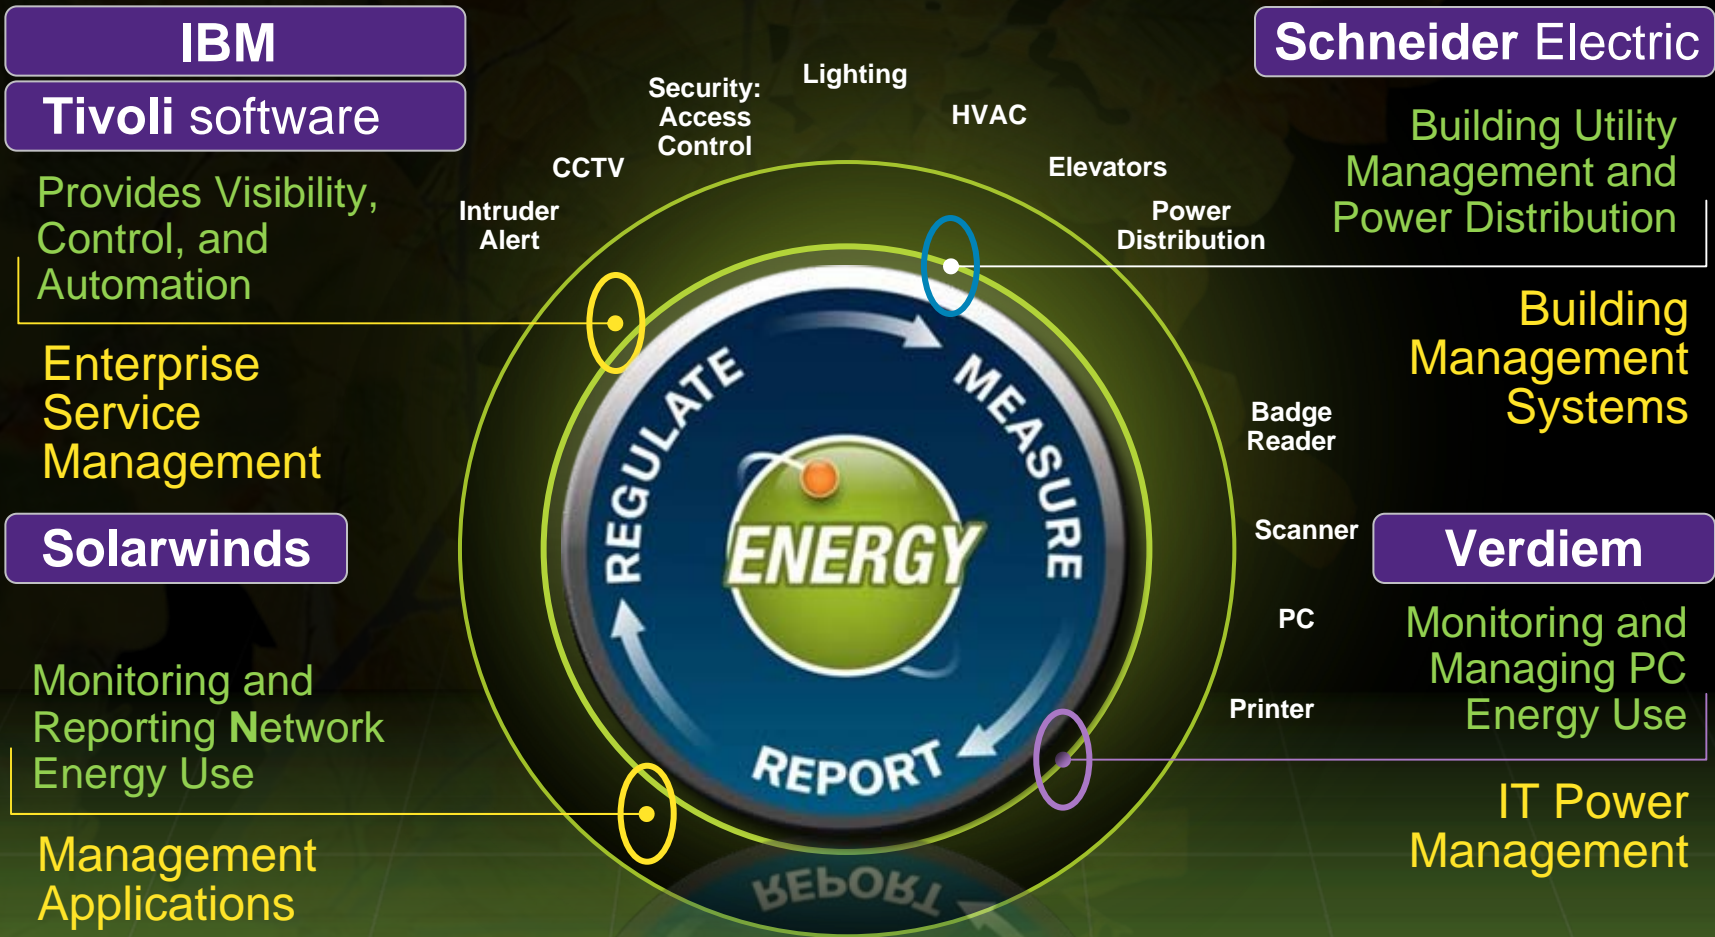 IBM
Tivoli software
Provides Visibility,
Control, and
Automation
Enterprise
Service
Management
Solarwinds
Monitoring and
Reporting Network
Energy Use
Management
Applications
Intruder
Alert
CCTV
Security:
Access
Control
Lighting
HVAC
Elevators
Power
Distribution
Badge
Reader
Scanner
PC
Printer
REGULATE
MEASURE
ENERGY
REPORT
REPORT
Schneider Electric
Building Utility
Management and
Power Distribution
Building
Management
Systems
Verdiem
Monitoring and
Managing PC
Energy Use
IT Power
Management